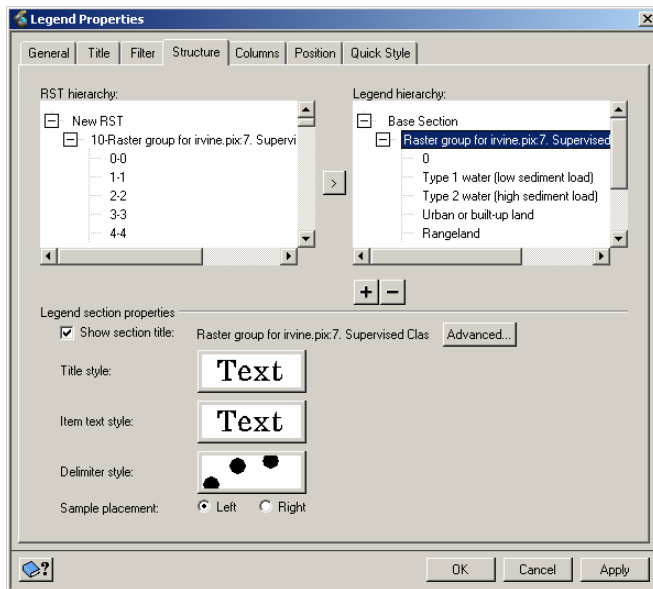 Legend Properties
General Title Filter Structure Columns Position Quick Style
RST hierarchy:
New RST
10-Raster group for irvine.pix:7. Supervi
0-0
1-1
2-2
3-3
4-4
>
Legend hierarchy:
Base Section
Raster group for irvine.pix:7. Supervised
0
Type 1 water (low sediment load)
Type 2 water (high sediment load)
Urban or built-up land
Rangeland
+ −
Legend section properties
Show section title: Raster group for irvine.pix:7. Supervised Clas Advanced...
Title style: Text
Item text style: Text
Delimiter style:
Sample placement: Left Right
? OK Cancel Apply